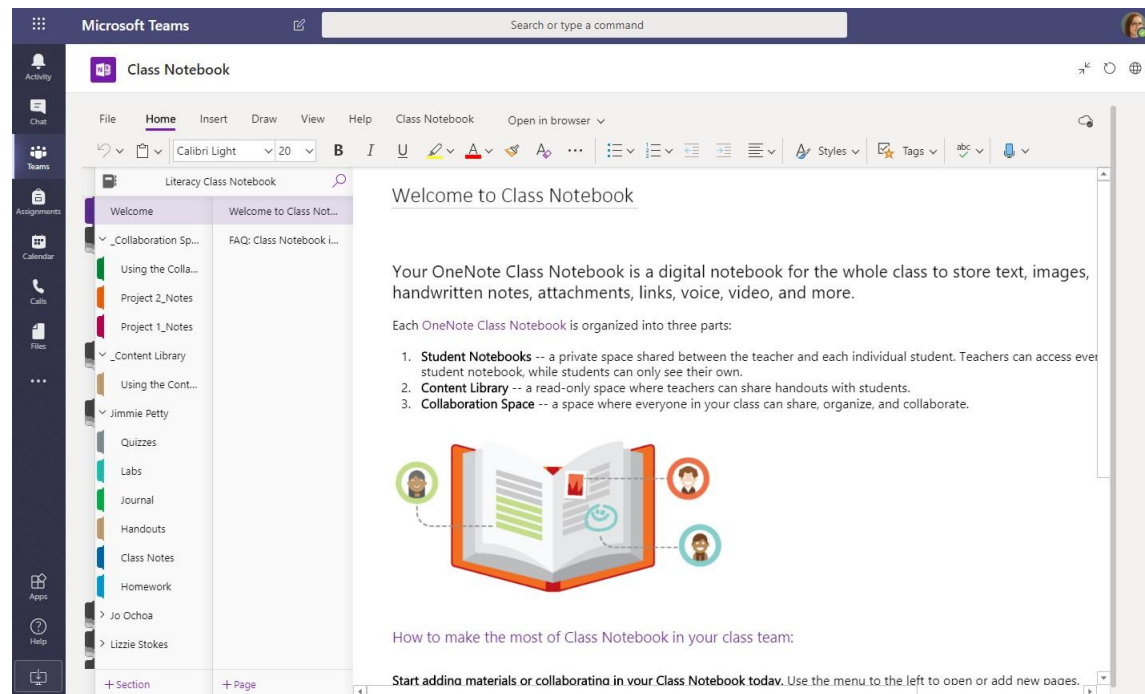 Microsoft Teams
Search or type a command
Activity
Chat
Teams
Assignments
Calendar
Calls
Files
Apps
Help
Class Notebook
File Home Insert Draw View Help Class Notebook Open in browser
Calibri Light 20 B I U A A Styles Tags abc
Literacy Class Notebook
Welcome
_Collaboration Sp...
Using the Colla...
Project 2_Notes
Project 1_Notes
_Content Library
Using the Cont...
Jimmie Petty
Quizzes
Labs
Journal
Handouts
Class Notes
Homework
Jo Ochoa
Lizzie Stokes
+ Section
Welcome to Class Not...
FAQ: Class Notebook i...
+ Page
Welcome to Class Notebook
Your OneNote Class Notebook is a digital notebook for the whole class to store text, images,
handwritten notes, attachments, links, voice, video, and more.
Each OneNote Class Notebook is organized into three parts:
1. Student Notebooks -- a private space shared between the teacher and each individual student. Teachers can access ever
student notebook, while students can only see their own.
2. Content Library -- a read-only space where teachers can share handouts with students.
3. Collaboration Space -- a space where everyone in your class can share, organize, and collaborate.
How to make the most of Class Notebook in your class team:
Start adding materials or collaborating in your Class Notebook today. Use the menu to the left to open or add new pages.